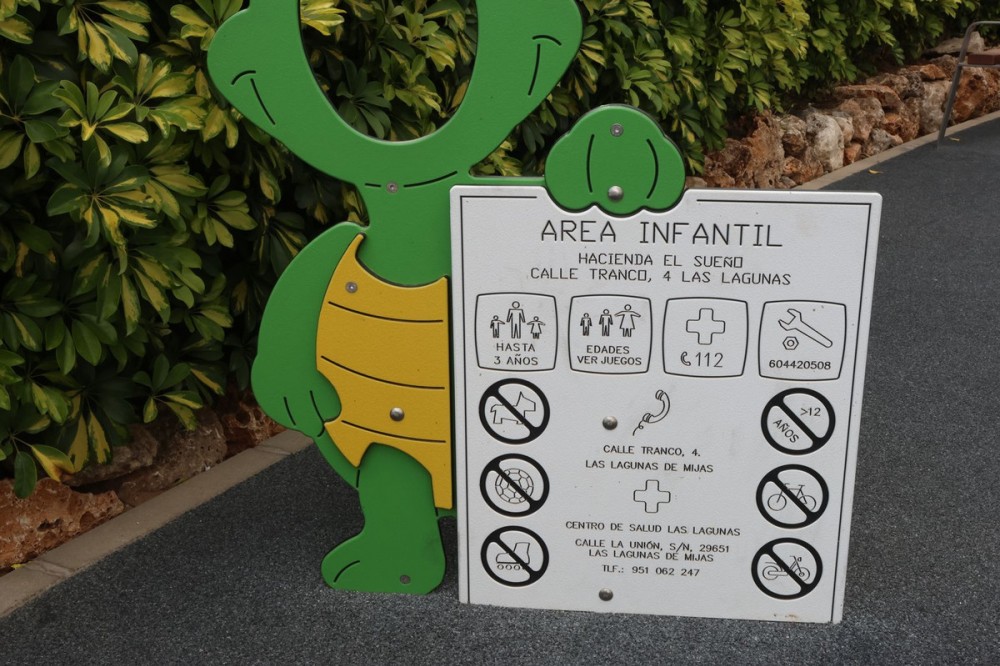 AREA INFANTIL
HACIENDA EL SUEÑO
CALLE TRANCO, 4 LAS LAGUNAS
HASTA
3 AÑOS
EDADES
VER JUEGOS
112
604420508
>12
AÑOS
CALLE TRANCO, 4.
LAS LAGUNAS DE MIJAS
CENTRO DE SALUD LAS LAGUNAS
CALLE LA UNIÓN, S/N, 29651
LAS LAGUNAS DE MIJAS
TLF.: 951 062 247